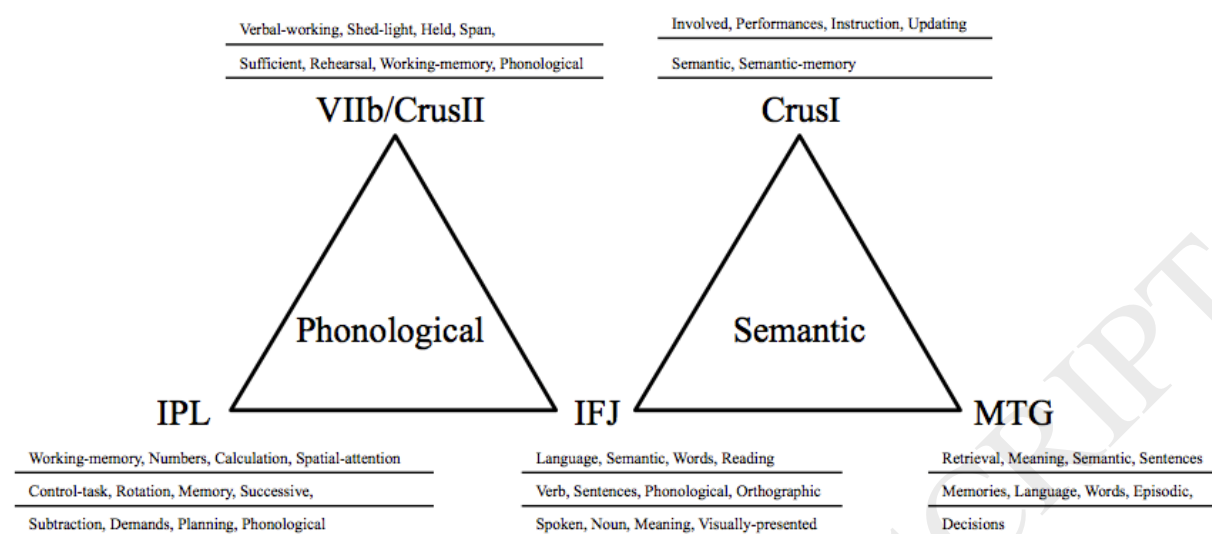 Verbal-working, Shed-light, Held, Span,
Sufficient, Rehearsal, Working-memory, Phonological
VIIb/CrusII
Involved, Performances, Instruction, Updating
Semantic, Semantic-memory
CrusI
Phonological
Semantic
IPL
IFJ
MTG
Working-memory, Numbers, Calculation, Spatial-attention
Control-task, Rotation, Memory, Successive,
Subtraction, Demands, Planning, Phonological
Language, Semantic, Words, Reading
Verb, Sentences, Phonological, Orthographic
Spoken, Noun, Meaning, Visually-presented
Retrieval, Meaning, Semantic, Sentences
Memories, Language, Words, Episodic,
Decisions
CRIPT